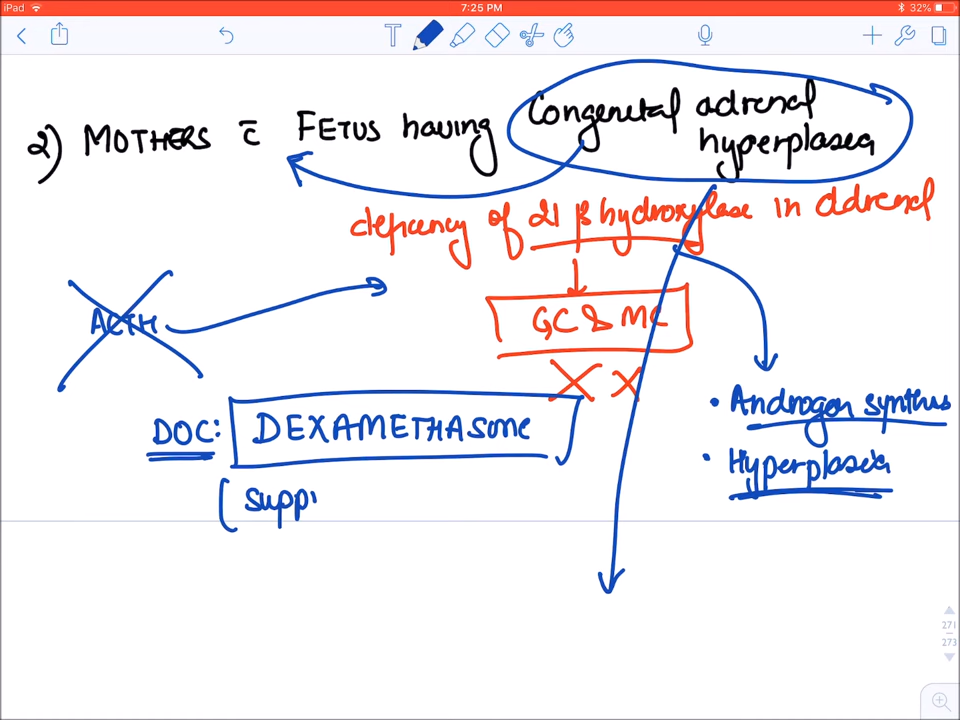 iPad 7:25 PM 32%
T
2) MOTHERS c̄ FETUS having Congenital adrenal
hyperplasia
deficiency of 21 β hydroxylase in adrenal
ACTH
GC & MC
X X
DOC: DEXAMETHASONE
• Androgen synthesis
• Hyperplasia
( supp
271
273